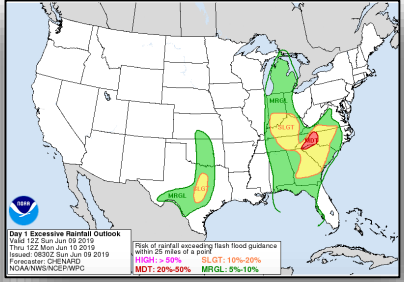 MRGL
SLGT
MDT
MRGL
SLGT
NOAA
Day 1 Excessive Rainfall Outlook
Valid 12Z Sun Jun 09 2019
Thru 12Z Mon Jun 10 2019
Issued: 0830Z Sun Jun 09 2019
Forecaster: CHENARD
NOAA/NWS/NCEP/WPC
Risk of rainfall exceeding flash flood guidance
within 25 miles of a point
HIGH: > 50% SLGT: 10%-20%
MDT: 20%-50% MRGL: 5%-10%